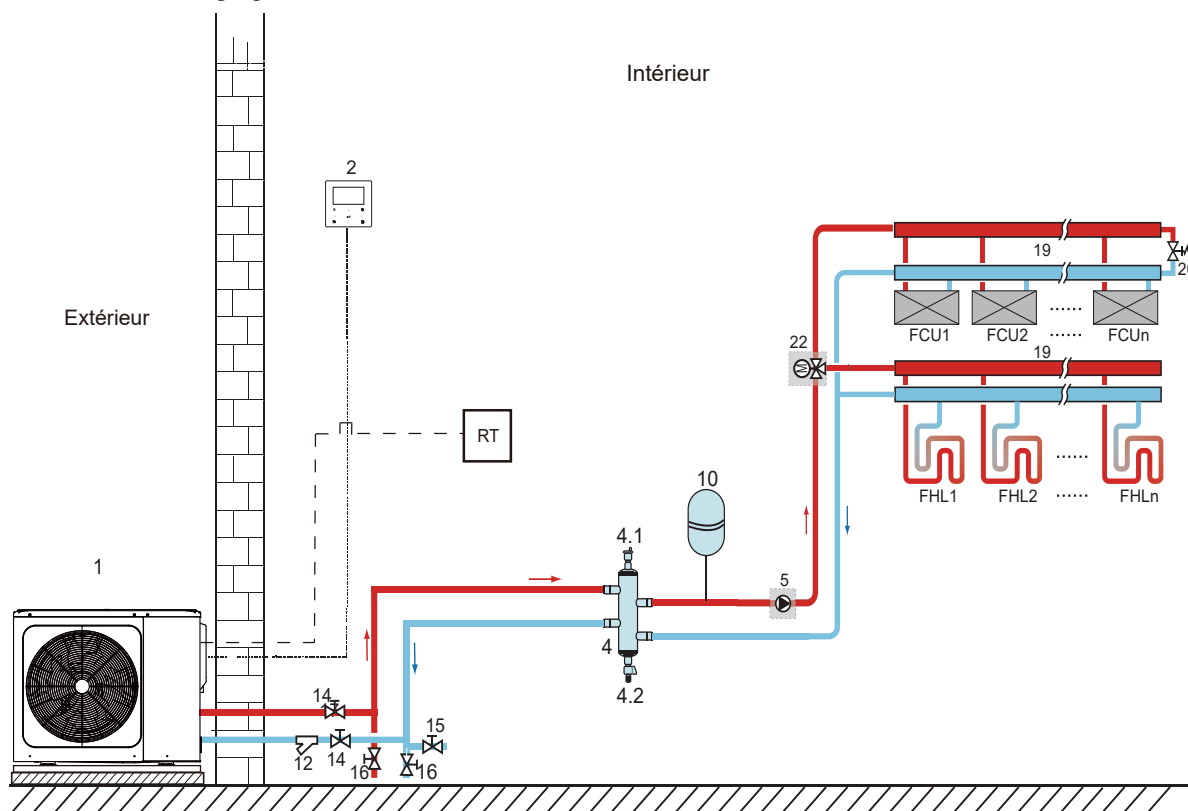 Intérieur
2
19
20
Extérieur
FCU1 FCU2 ...... FCUn
......
22
19
RT
10
FHL1 FHL2 ...... FHLn
......
4.1
1
5
4
4.2
14
15
12 14 16 16